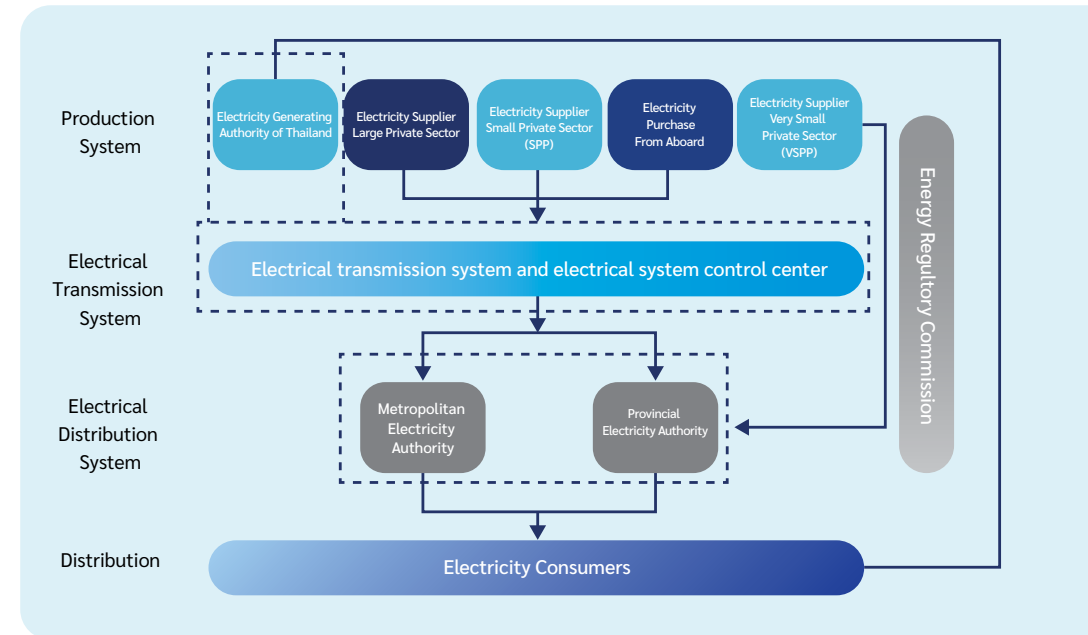 Production
System
Electricity Generating
Authority of Thailand
Electricity Supplier
Large Private Sector
Electricity Supplier
Small Private Sector
(SPP)
Electricity
Purchase
From Aboard
Electricity Supplier
Very Small
Private Sector
(VSPP)
Energy Regultory Commission
Electrical
Transmission
System
Electrical transmission system and electrical system control center
Electrical
Distribution
System
Metropolitan
Electricity
Authority
Provincial
Electricity Authority
Distribution
Electricity Consumers